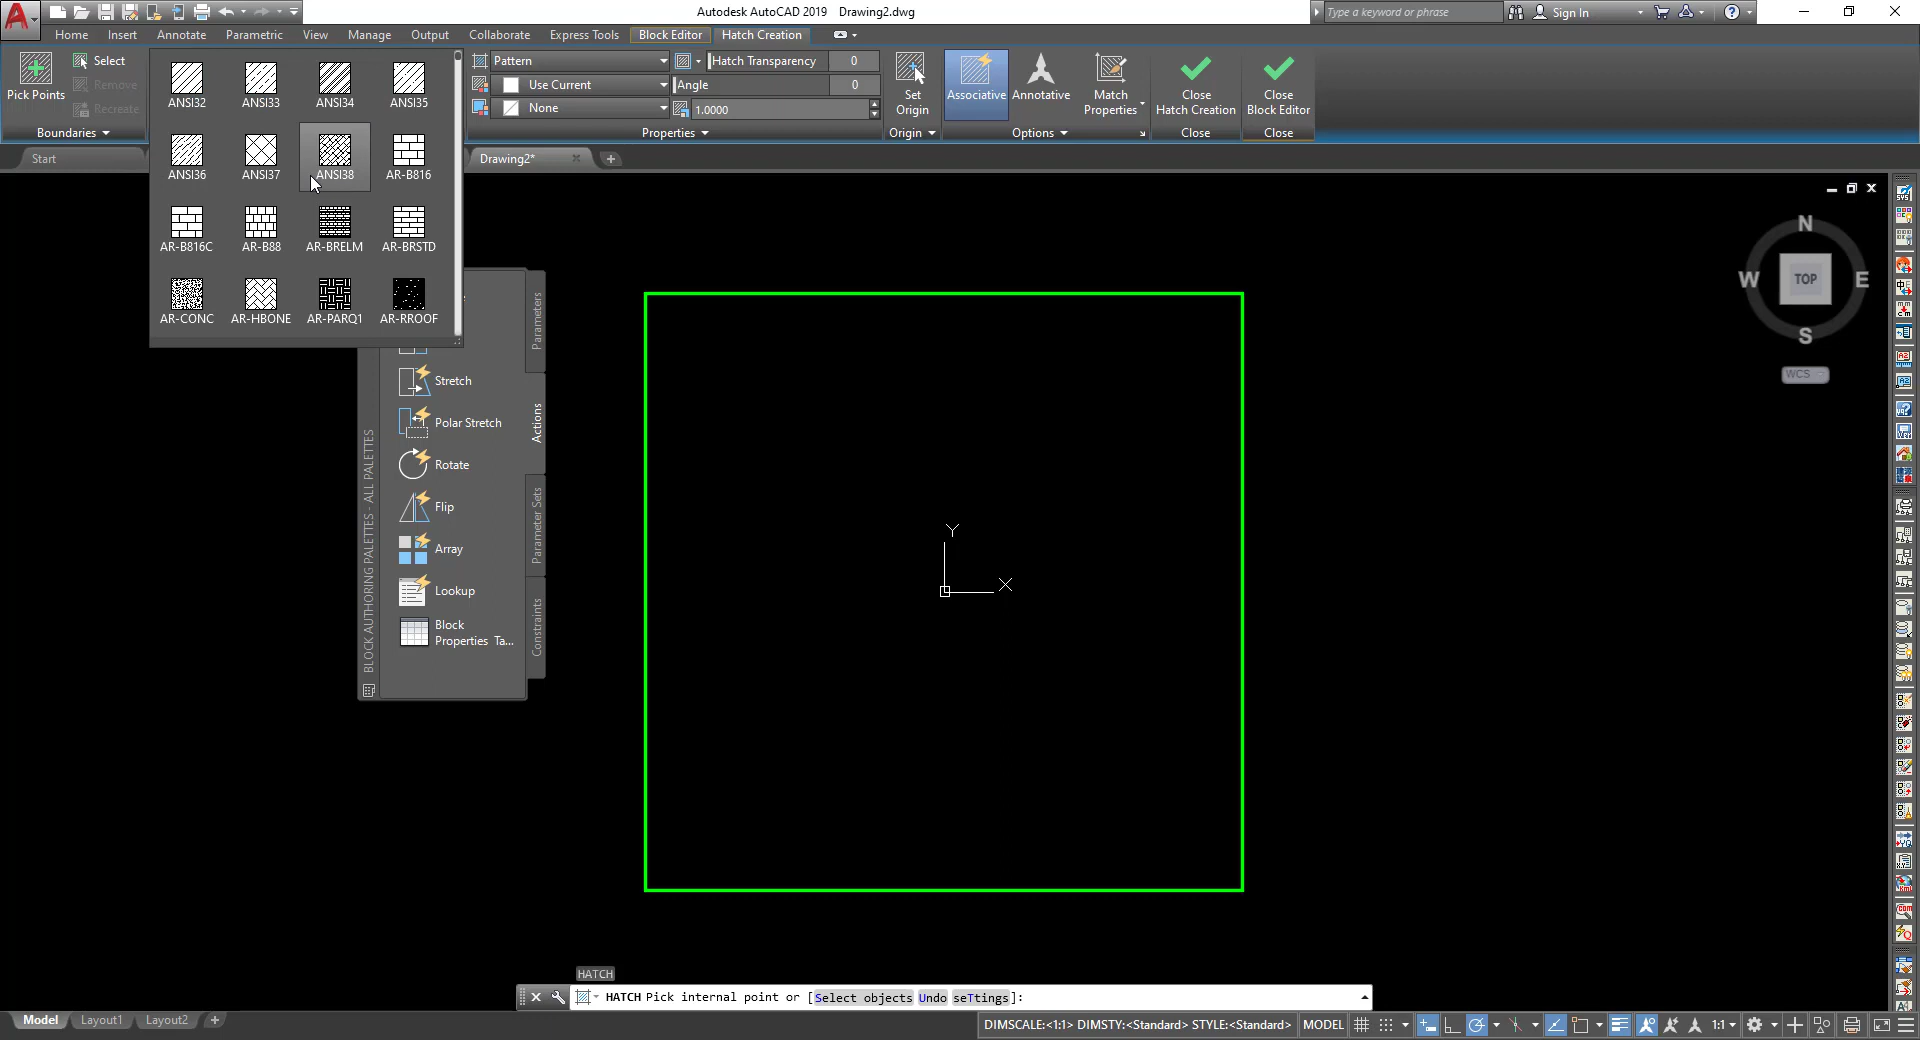 Autodesk AutoCAD 2019 Drawing2.dwg
Type a keyword or phrase
Sign In
Home Insert Annotate Parametric View Manage Output Collaborate Express Tools Block Editor Hatch Creation
Pick Points
Select
Remove
Recreate
Boundaries
ANSI32 ANSI33 ANSI34 ANSI35
ANSI36 ANSI37 ANSI38 AR-B816
AR-B816C AR-B88 AR-BRELM AR-BRSTD
AR-CONC AR-HBONE AR-PARQ1 AR-RROOF
Pattern
Use Current
None
Hatch Transparency 0
Angle 0
1.0000
Properties
Set
Origin
Origin
Associative
Annotative
Match
Properties
Options
Close
Hatch Creation
Close
Close
Block Editor
Close
Start
Drawing2*
Stretch
Polar Stretch
Rotate
Flip
Array
Lookup
Block
Properties Ta...
Parameters
Actions
Parameter Sets
Constraints
BLOCK AUTHORING PALETTES - ALL PALETTES
N
W TOP E
S
WCS
Y
X
HATCH
HATCH Pick internal point or [Select objects Undo seTtings]:
Model Layout1 Layout2
DIMSCALE:<1:1> DIMSTY:<Standard> STYLE:<Standard> MODEL 1:1